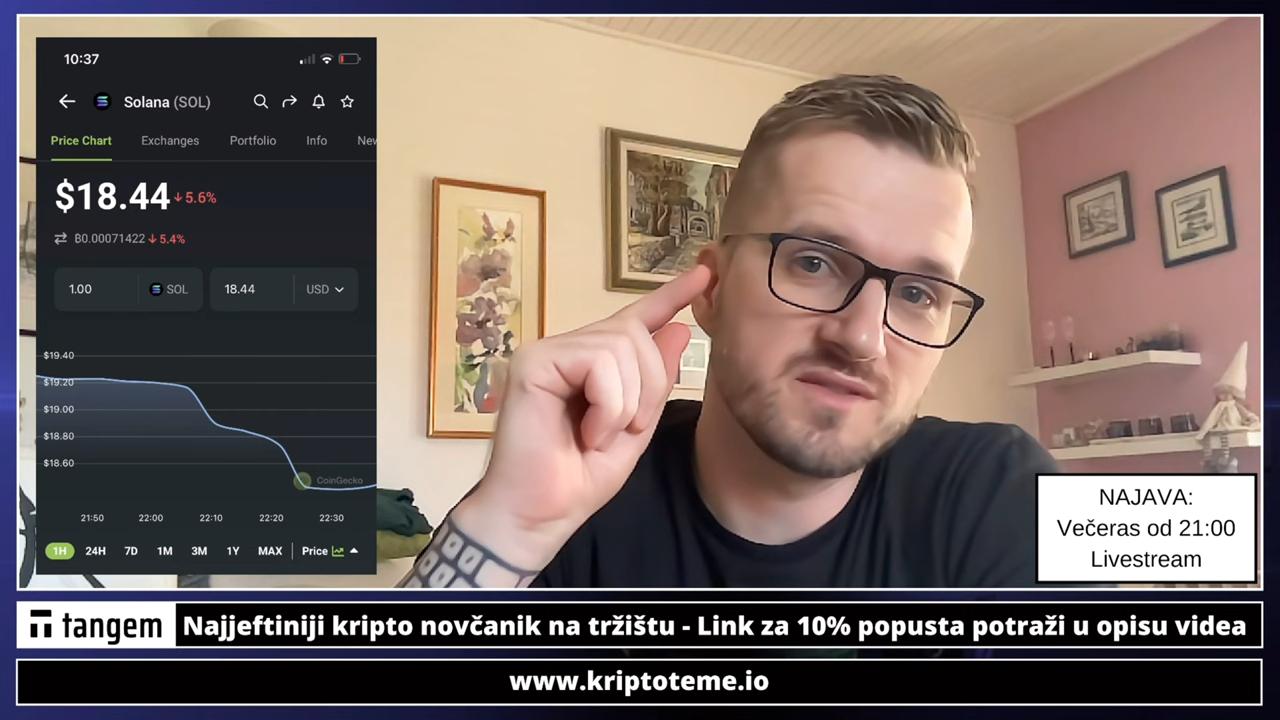 10:37
Solana (SOL)
Price Chart Exchanges Portfolio Info New
$18.44 5.6%
B0.00071422 5.4%
1.00 SOL 18.44 USD
$19.40
$19.20
$19.00
$18.80
$18.60
CoinGecko
21:50 22:00 22:10 22:20 22:30
1H 24H 7D 1M 3M 1Y MAX Price
NAJAVA:
Večeras od 21:00
Livestream
tangem Najjeftiniji kripto novčanik na tržištu - Link za 10% popusta potraži u opisu videa
www.kriptoteme.io